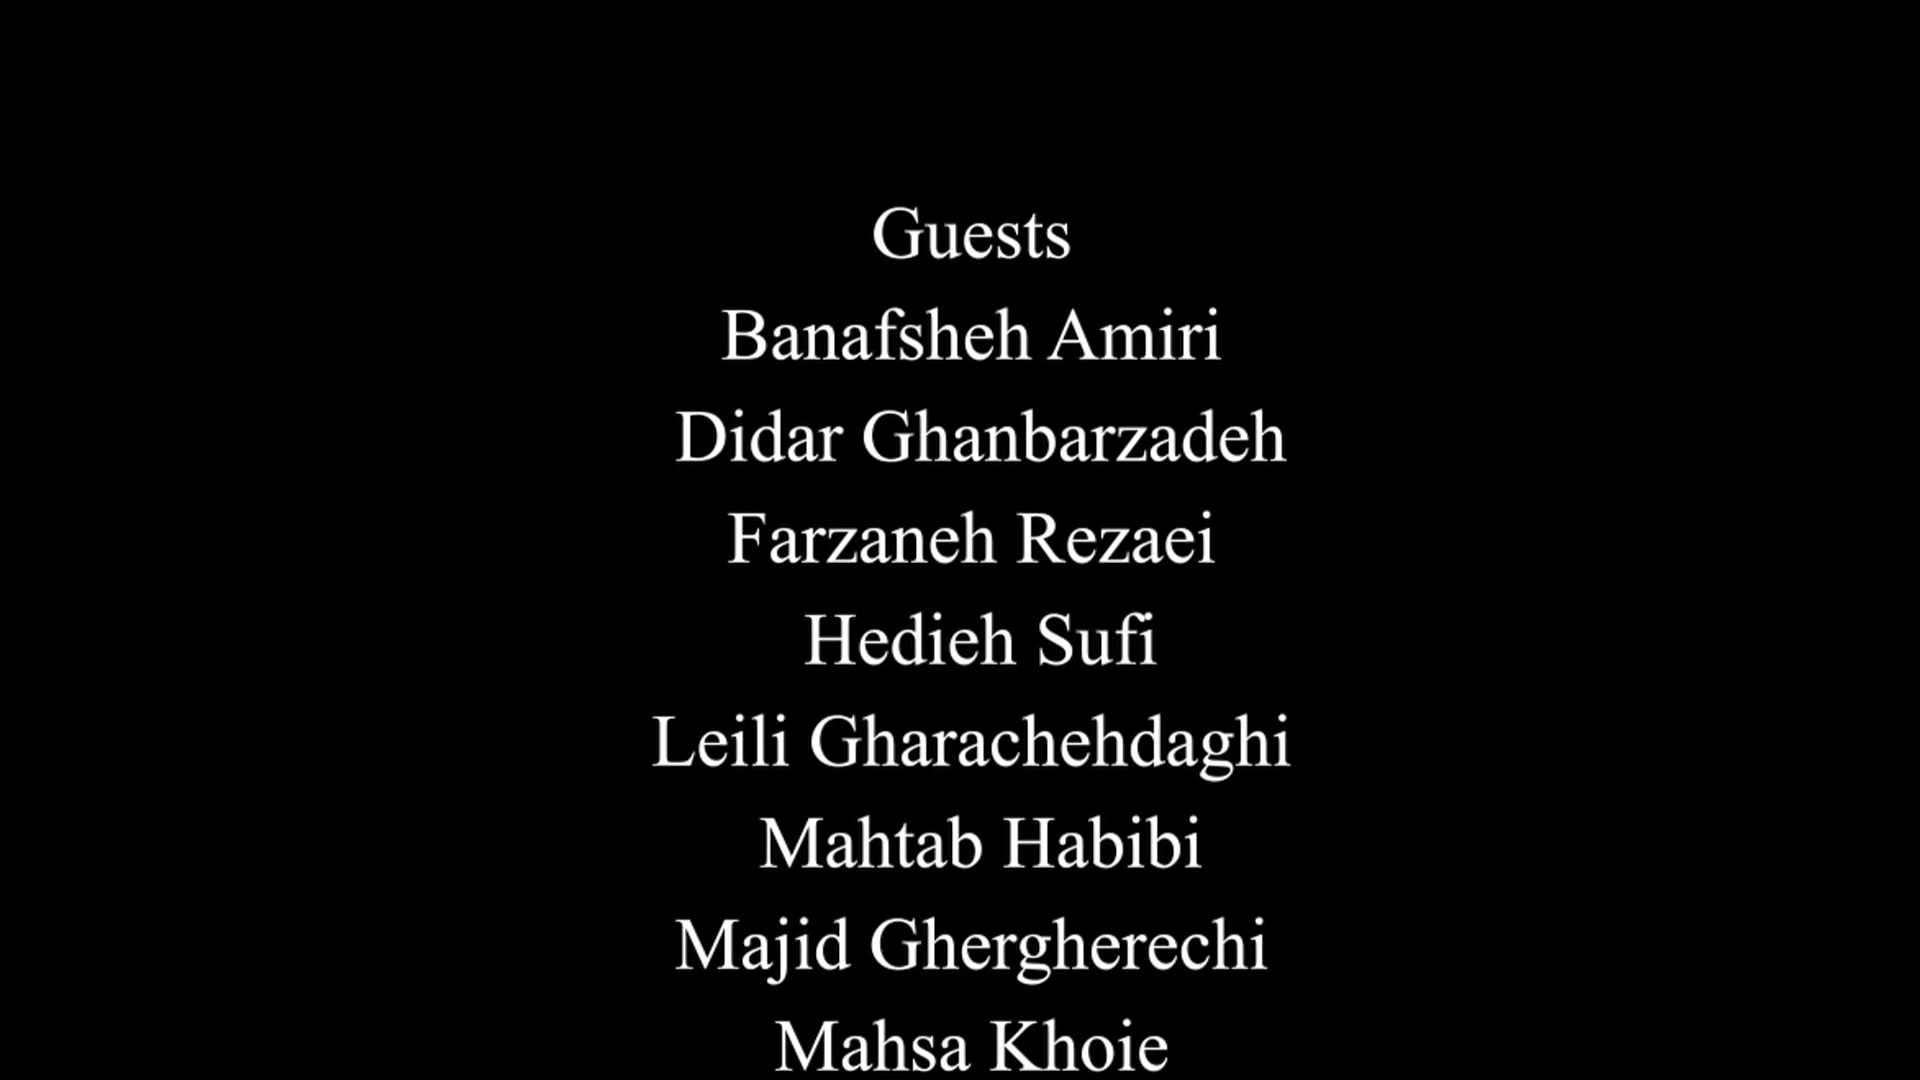 Guests
Banafsheh Amiri
Didar Ghanbarzadeh
Farzaneh Rezaei
Hedieh Sufi
Leili Gharachehdaghi
Mahtab Habibi
Majid Ghergherechi
Mahsa Khoie